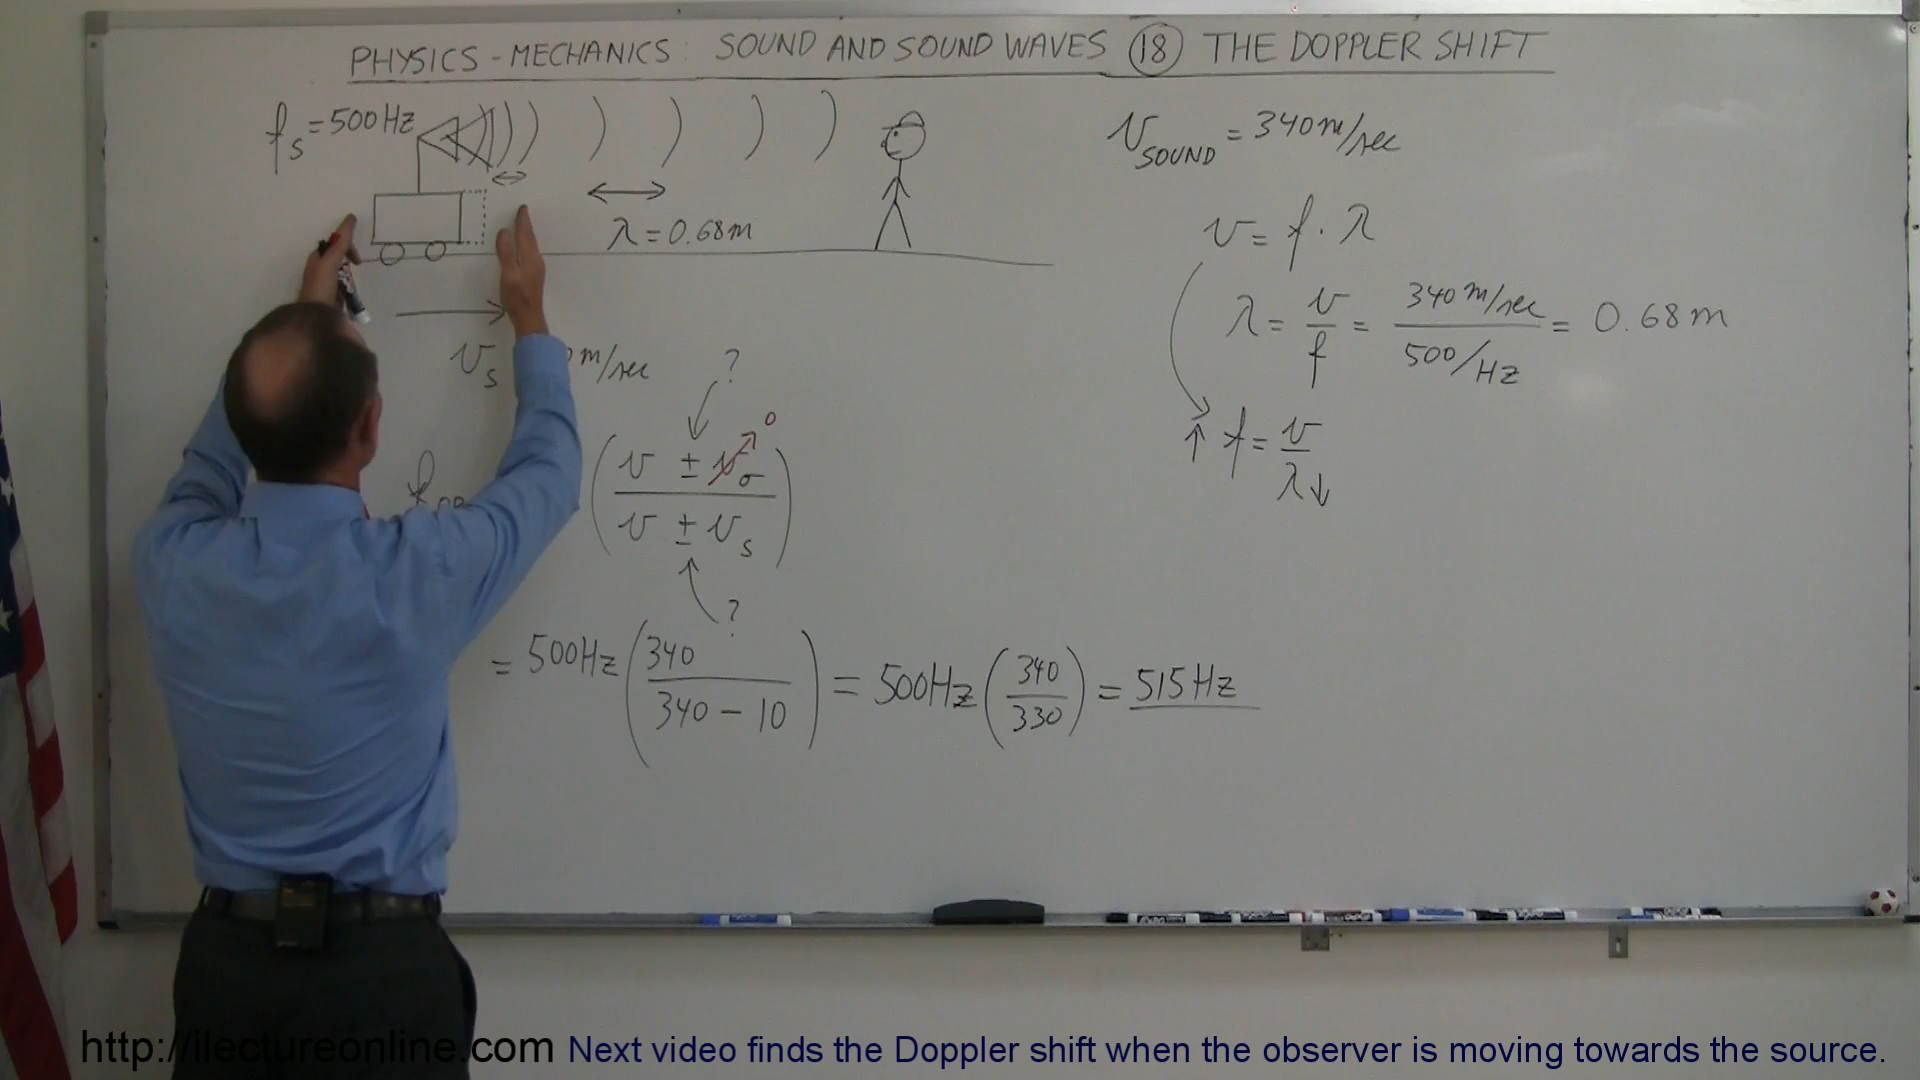 PHYSICS - MECHANICS: SOUND AND SOUND WAVES 18 THE DOPPLER SHIFT
fs = 500 Hz
λ = 0.68 m
vs
m/sec
?
0
(v ± vo / v ± vs)
?
= 500Hz (340 / 340 - 10) = 500Hz (340 / 330) = 515 Hz
vSOUND = 340 m/sec
v = f · λ
λ = v/f = 340 m/sec / 500/Hz = 0.68 m
↑ f = v/λ↓
http://ilectureonline.com Next video finds the Doppler shift when the observer is moving towards the source.